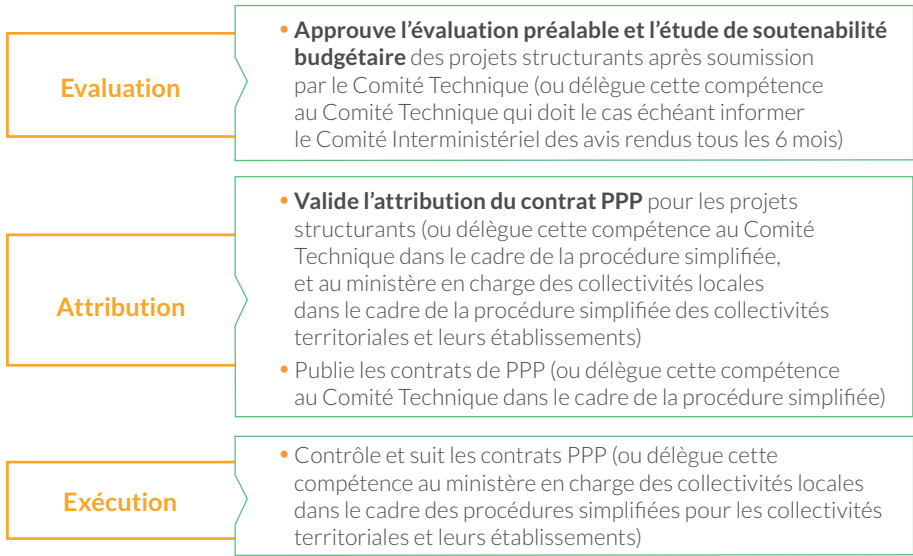 Evaluation
• Approuve l'évaluation préalable et l'étude de soutenabilité
budgétaire des projets structurants après soumission
par le Comité Technique (ou délègue cette compétence
au Comité Technique qui doit le cas échéant informer
le Comité Interministériel des avis rendus tous les 6 mois)
Attribution
• Valide l'attribution du contrat PPP pour les projets
structurants (ou délègue cette compétence au Comité
Technique dans le cadre de la procédure simplifiée,
et au ministère en charge des collectivités locales
dans le cadre de la procédure simplifiée des collectivités
territoriales et leurs établissements)
• Publie les contrats de PPP (ou délègue cette compétence
au Comité Technique dans le cadre de la procédure simplifiée)
Exécution
• Contrôle et suit les contrats PPP (ou délègue cette
compétence au ministère en charge des collectivités locales
dans le cadre des procédures simplifiées pour les collectivités
territoriales et leurs établissements)